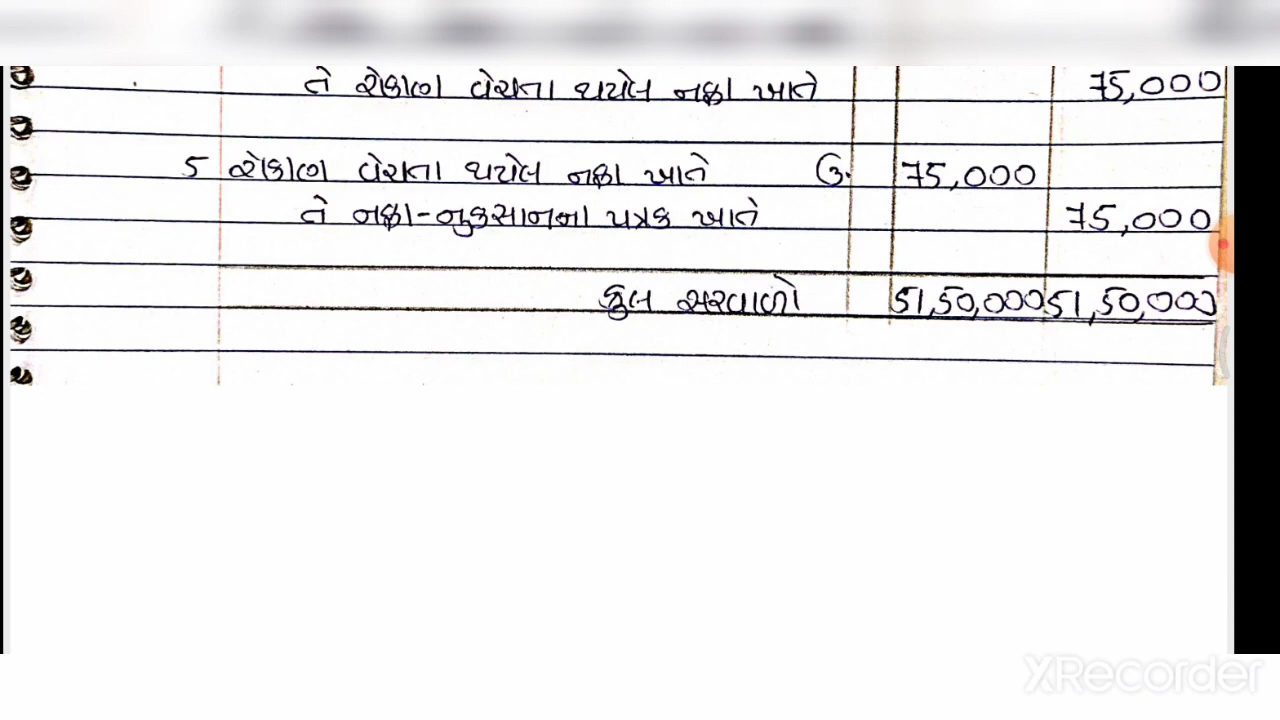 તે રોકાણ વેચતા થયેલ નફા ખાતે 75,000
5 રોકાણ વેચતા થયેલ નફા ખાતે ઉ. 75,000
તે નફા-નુકસાનના પત્રક ખાતે 75,000
કુલ સરવાળો 51,50,000 51,50,000
XRecorder